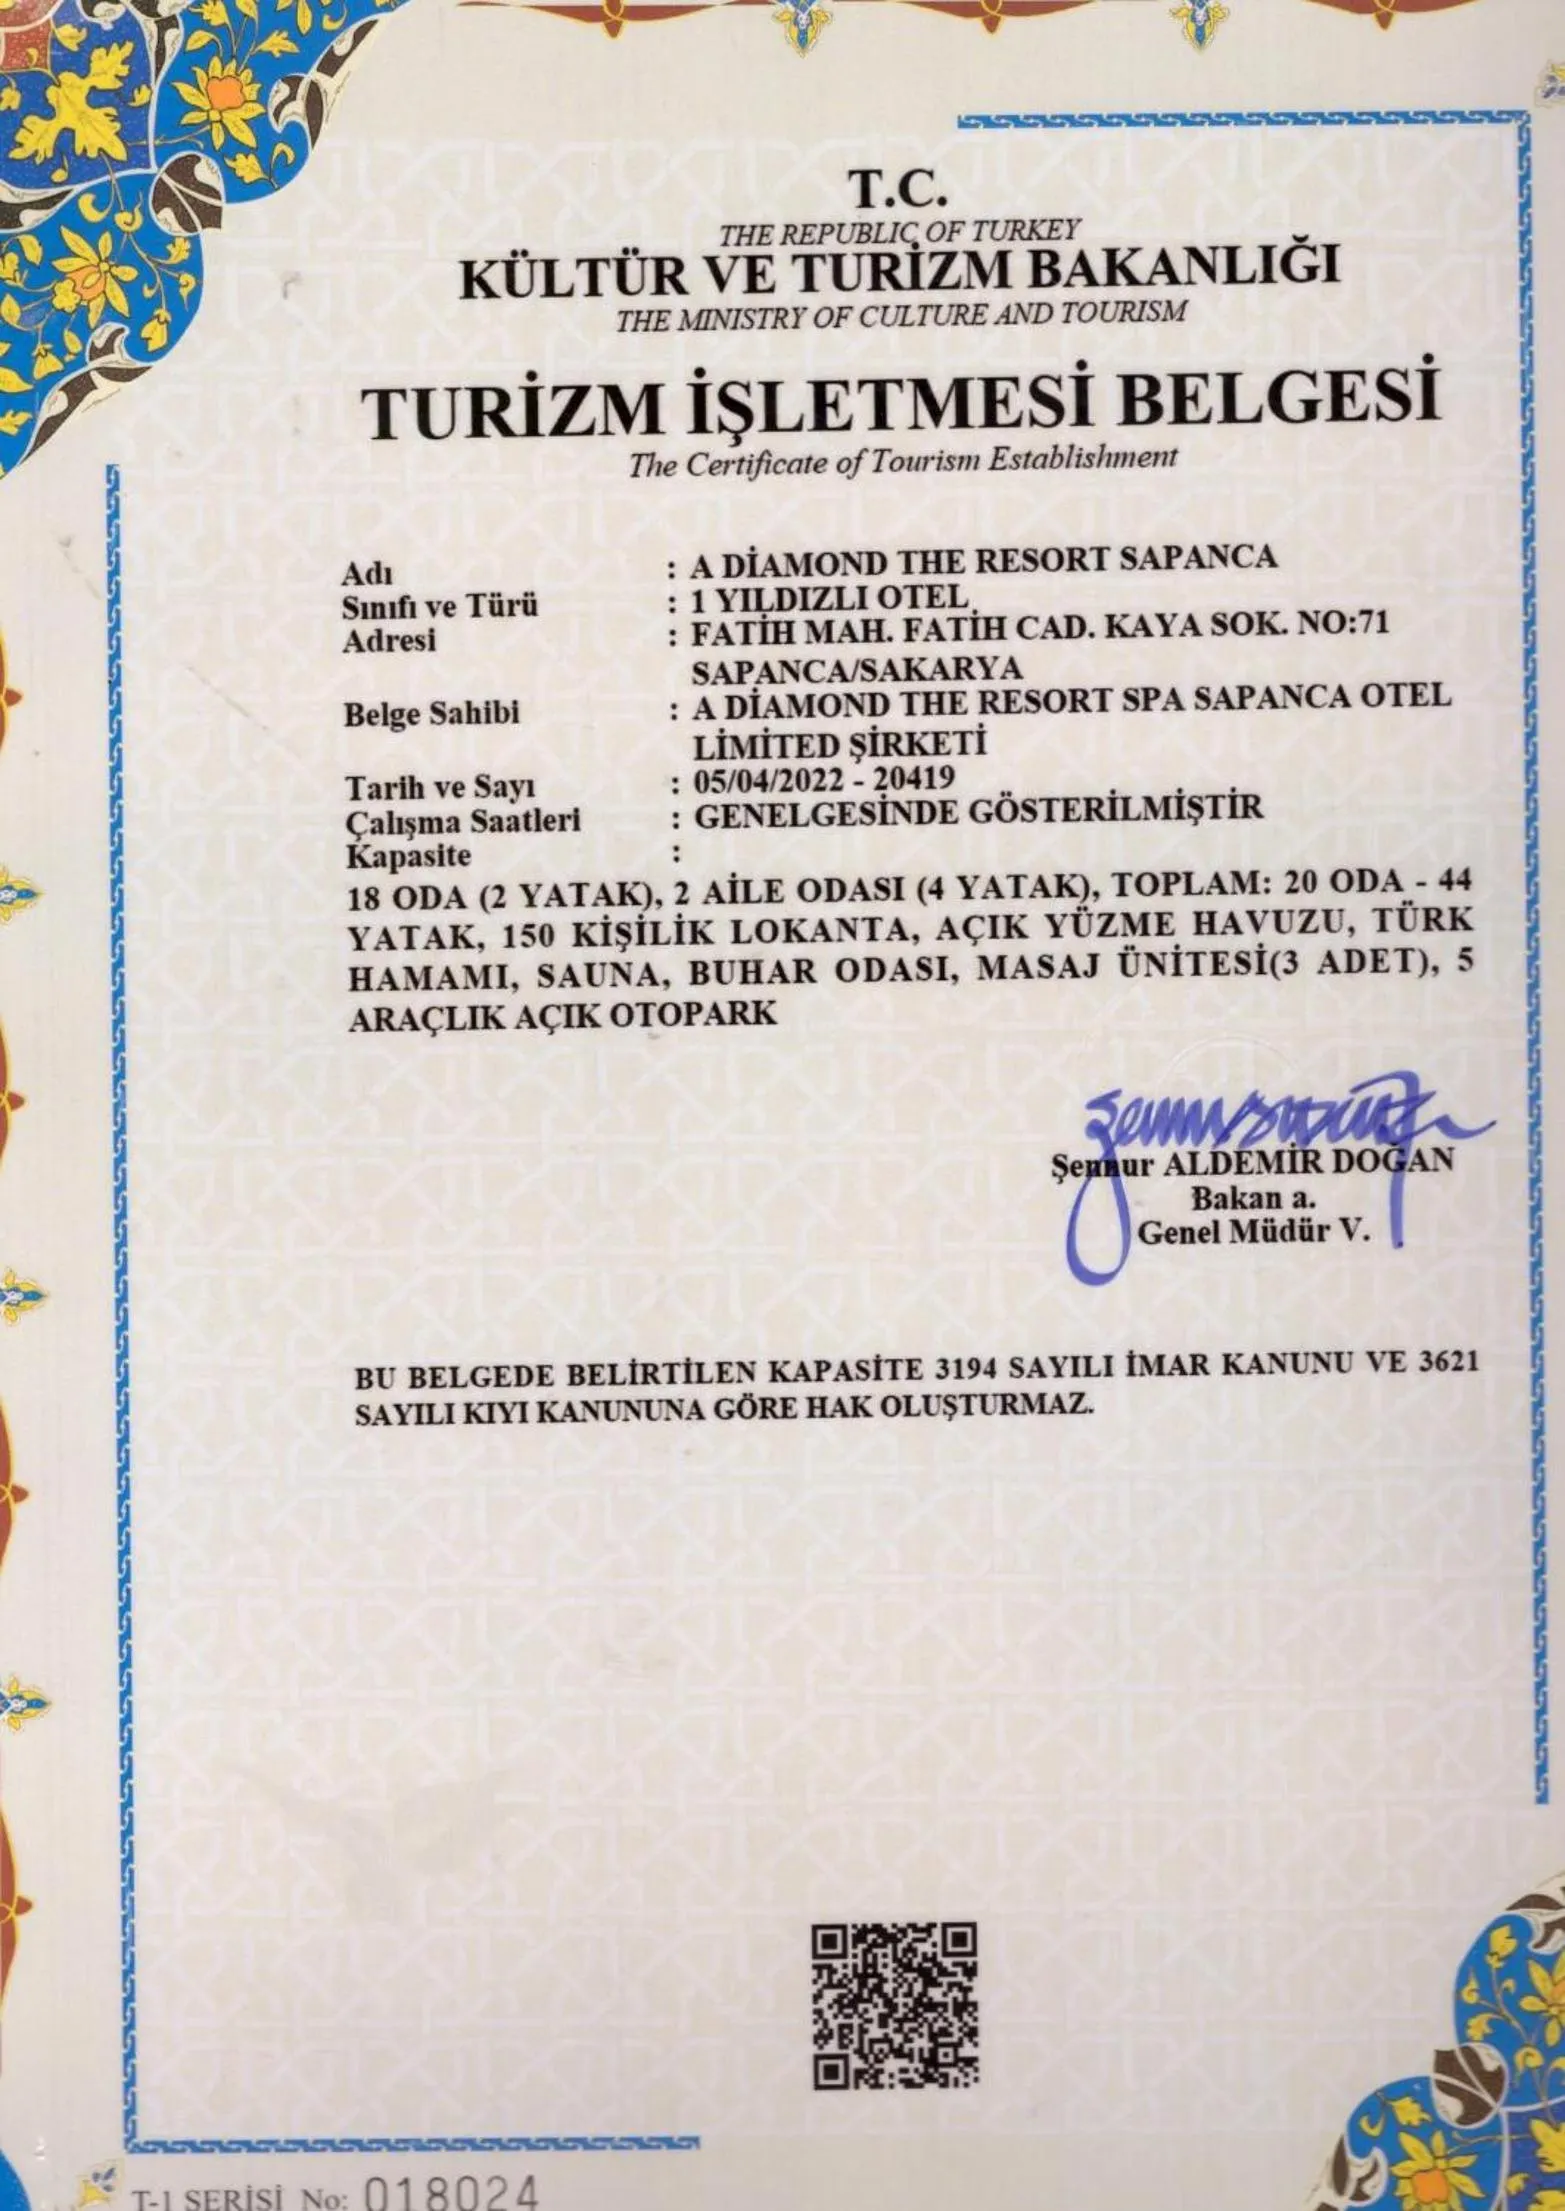 T.C.
THE REPUBLIC OF TURKEY
KÜLTÜR VE TURİZM BAKANLIĞI
THE MINISTRY OF CULTURE AND TOURISM
TURİZM İŞLETMESİ BELGESİ
The Certificate of Tourism Establishment
Adı : A DİAMOND THE RESORT SAPANCA
Sınıfı ve Türü : 1 YILDIZLI OTEL
Adresi : FATİH MAH. FATİH CAD. KAYA SOK. NO:71
SAPANCA/SAKARYA
Belge Sahibi : A DİAMOND THE RESORT SPA SAPANCA OTEL
LİMİTED ŞİRKETİ
Tarih ve Sayı : 05/04/2022 - 20419
Çalışma Saatleri : GENELGESİNDE GÖSTERİLMİŞTİR
Kapasite :
18 ODA (2 YATAK), 2 AİLE ODASI (4 YATAK), TOPLAM: 20 ODA - 44
YATAK, 150 KİŞİLİK LOKANTA, AÇIK YÜZME HAVUZU, TÜRK
HAMAMI, SAUNA, BUHAR ODASI, MASAJ ÜNİTESİ(3 ADET), 5
ARAÇLIK AÇIK OTOPARK
Şennur ALDEMİR DOĞAN
Bakan a.
Genel Müdür V.
BU BELGEDE BELİRTİLEN KAPASİTE 3194 SAYILI İMAR KANUNU VE 3621
SAYILI KIYI KANUNUNA GÖRE HAK OLUŞTURMAZ.
T-1 SERİSİ No: 018024